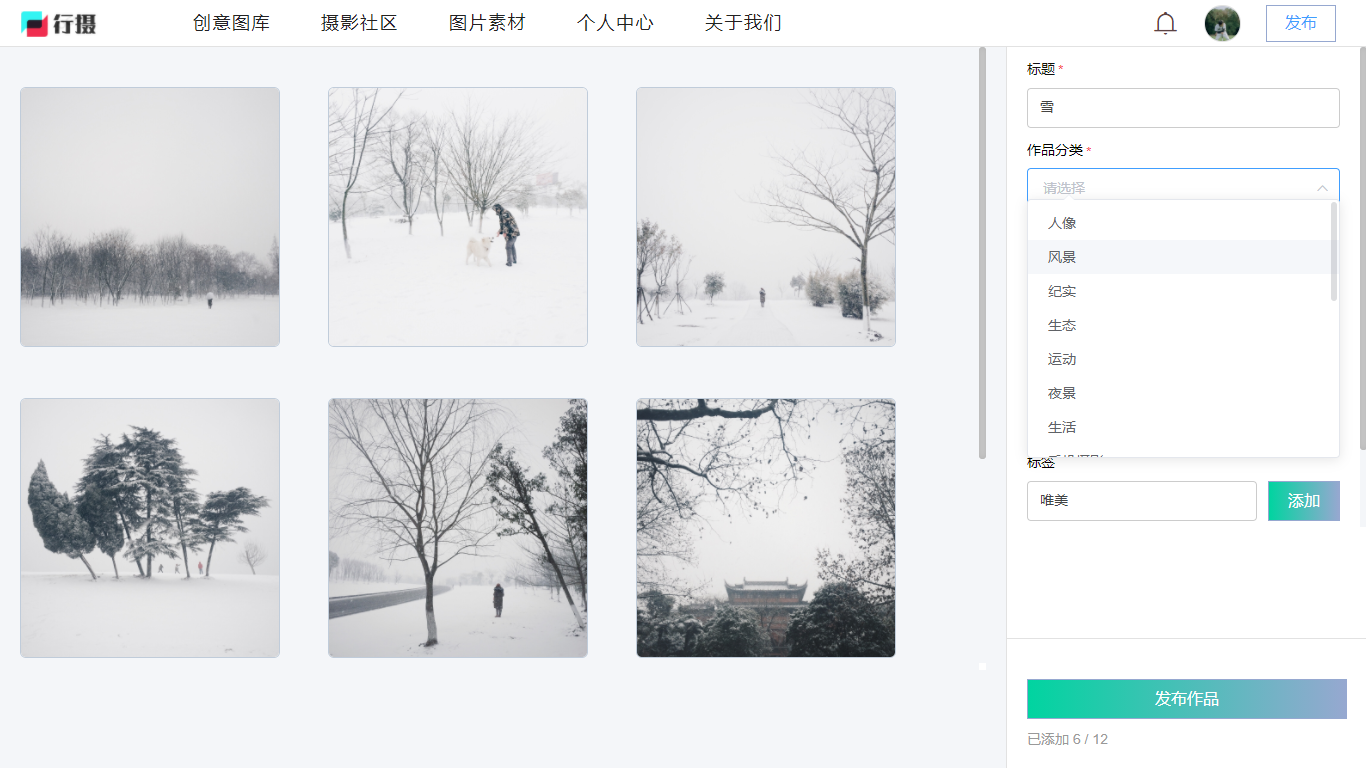 行摄
创意图库
摄影社区
图片素材
个人中心
关于我们
发布
标题 *
雪
作品分类 *
请选择
人像
风景
纪实
生态
运动
夜景
生活
标签
唯美
添加
发布作品
已添加 6 / 12